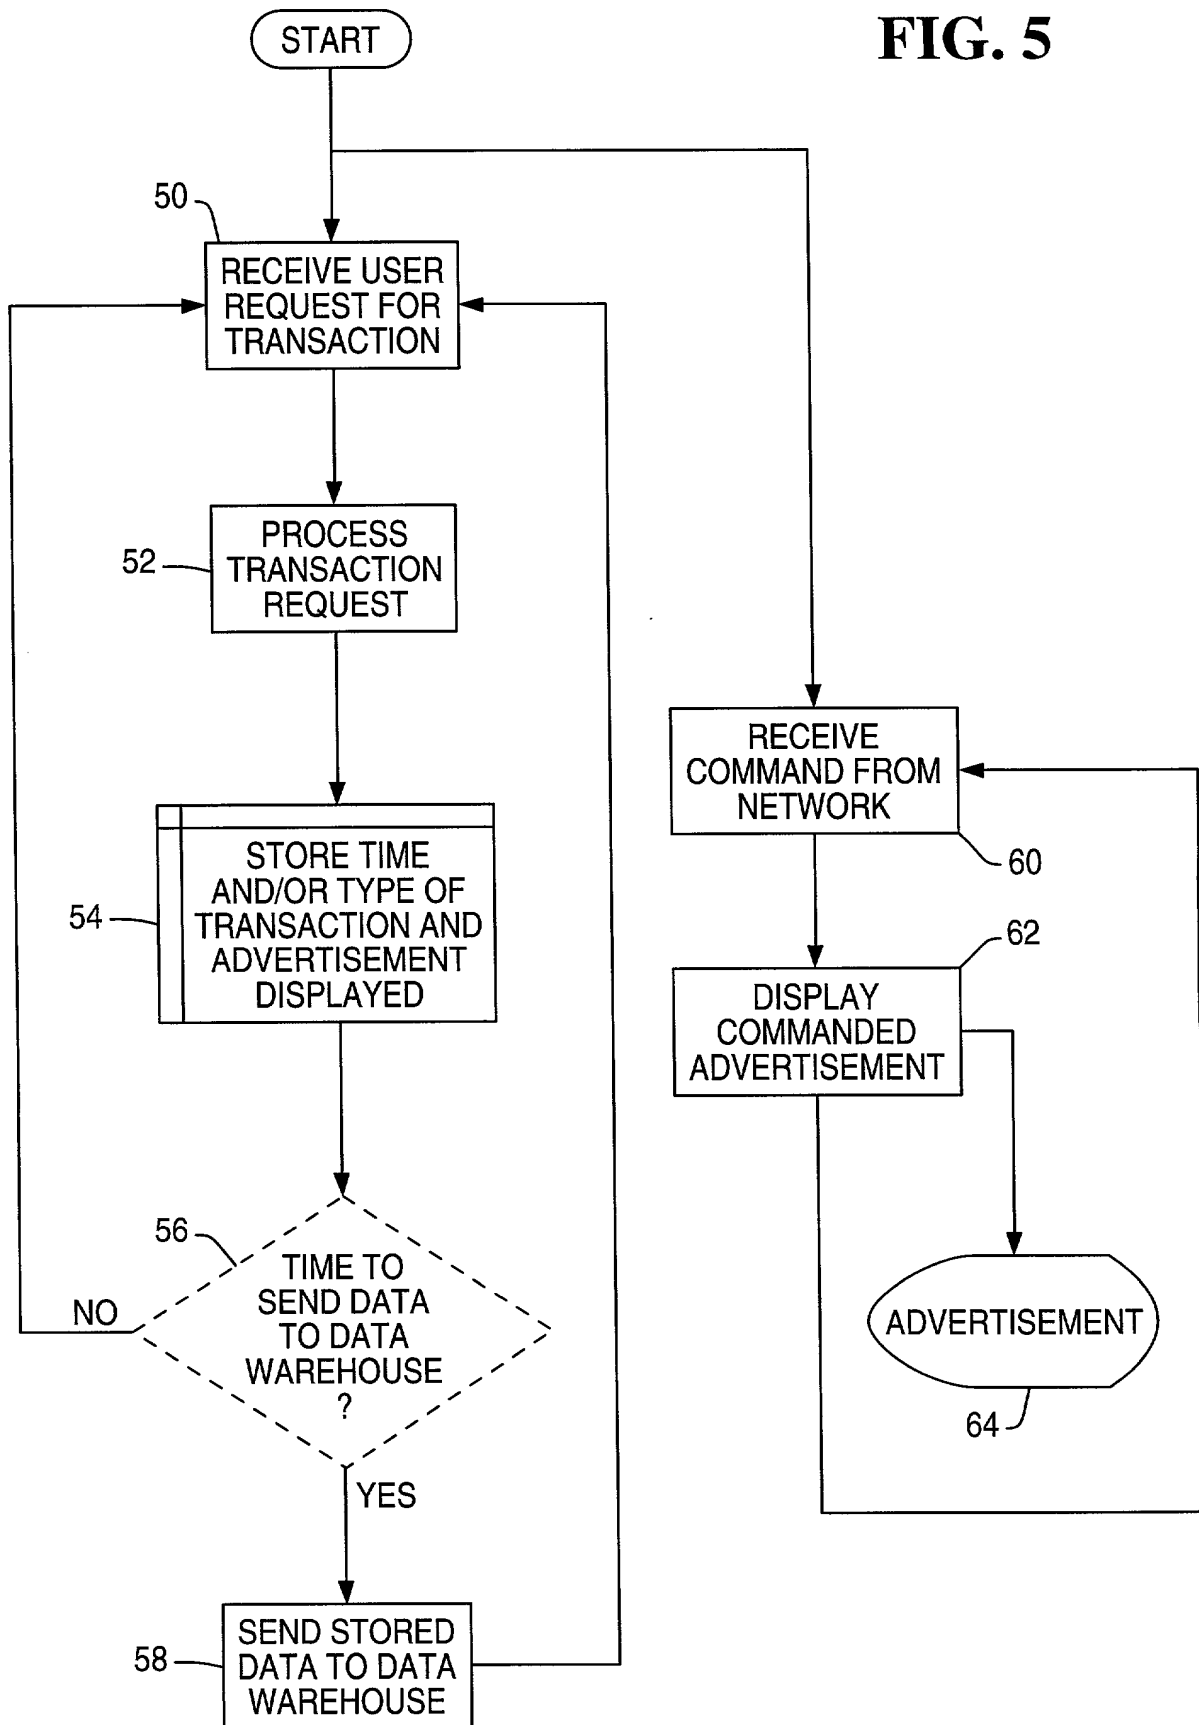 START
FIG. 5
50
RECEIVE USER
REQUEST FOR
TRANSACTION
52
PROCESS
TRANSACTION
REQUEST
54
STORE TIME
AND/OR TYPE OF
TRANSACTION AND
ADVERTISEMENT
DISPLAYED
56
TIME TO
SEND DATA
TO DATA
WAREHOUSE
?
NO
YES
58
SEND STORED
DATA TO DATA
WAREHOUSE
RECEIVE
COMMAND FROM
NETWORK
60
62
DISPLAY
COMMANDED
ADVERTISEMENT
ADVERTISEMENT
64